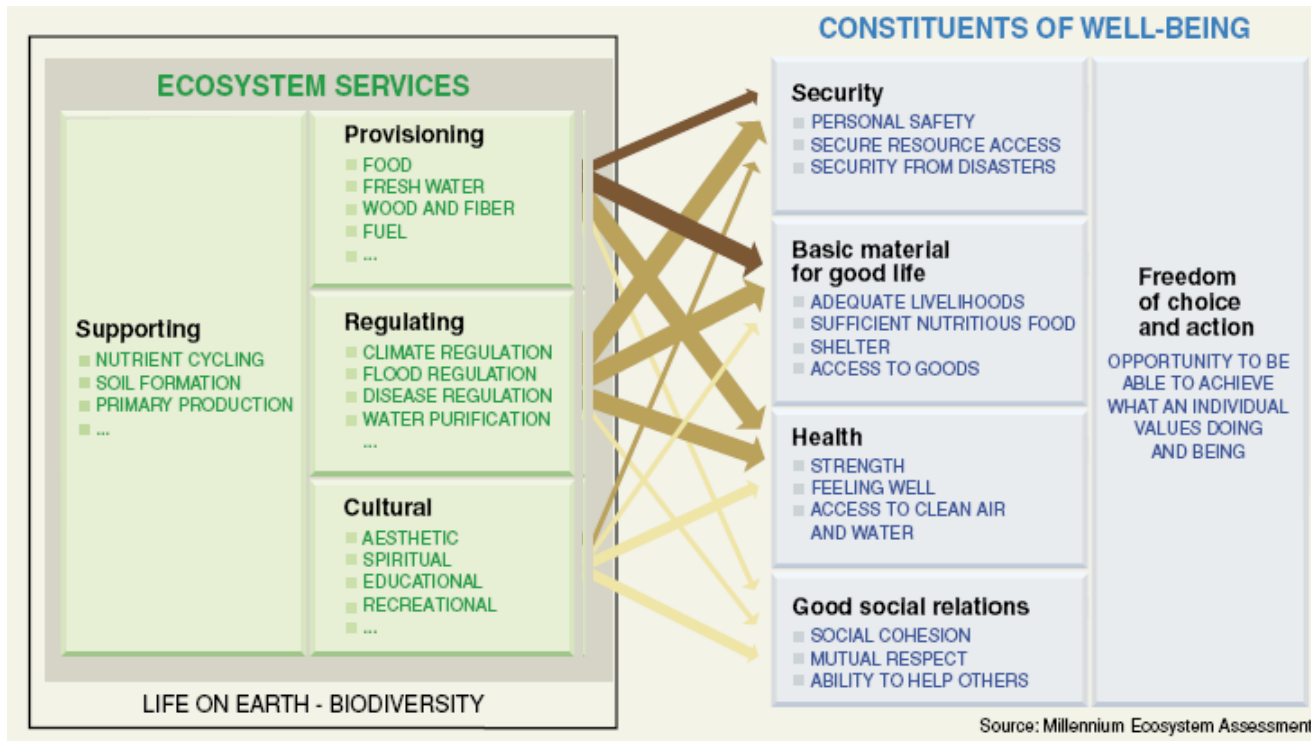 CONSTITUENTS OF WELL-BEING
ECOSYSTEM SERVICES
Supporting
NUTRIENT CYCLING
SOIL FORMATION
PRIMARY PRODUCTION
...
Provisioning
FOOD
FRESH WATER
WOOD AND FIBER
FUEL
...
Regulating
CLIMATE REGULATION
FLOOD REGULATION
DISEASE REGULATION
WATER PURIFICATION
...
Cultural
AESTHETIC
SPIRITUAL
EDUCATIONAL
RECREATIONAL
...
LIFE ON EARTH - BIODIVERSITY
Security
PERSONAL SAFETY
SECURE RESOURCE ACCESS
SECURITY FROM DISASTERS
Basic material
for good life
ADEQUATE LIVELIHOODS
SUFFICIENT NUTRITIOUS FOOD
SHELTER
ACCESS TO GOODS
Health
STRENGTH
FEELING WELL
ACCESS TO CLEAN AIR
AND WATER
Good social relations
SOCIAL COHESION
MUTUAL RESPECT
ABILITY TO HELP OTHERS
Freedom
of choice
and action
OPPORTUNITY TO BE
ABLE TO ACHIEVE
WHAT AN INDIVIDUAL
VALUES DOING
AND BEING
Source: Millennium Ecosystem Assessment